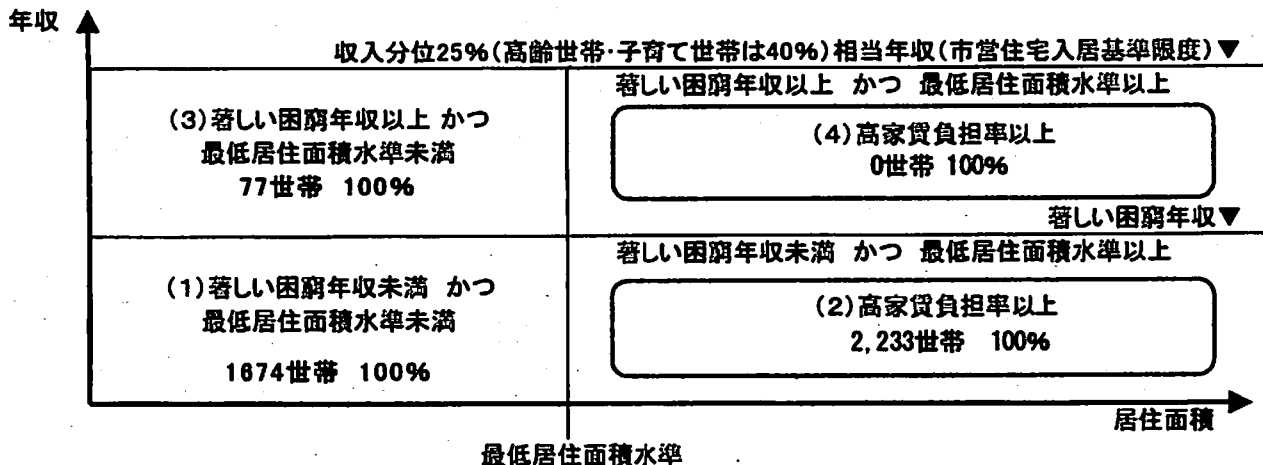 年収
収入分位25%(高齢世帯・子育て世帯は40%)相当年収(市営住宅入居基準限度)▼
(3)著しい困窮年収以上 かつ
最低居住面積水準未満
77世帯 100%
著しい困窮年収以上 かつ 最低居住面積水準以上
(4)高家賃負担率以上
0世帯 100%
著しい困窮年収▼
(1)著しい困窮年収未満 かつ
最低居住面積水準未満
1674世帯 100%
著しい困窮年収未満 かつ 最低居住面積水準以上
(2)高家賃負担率以上
2,233世帯 100%
居住面積
最低居住面積水準